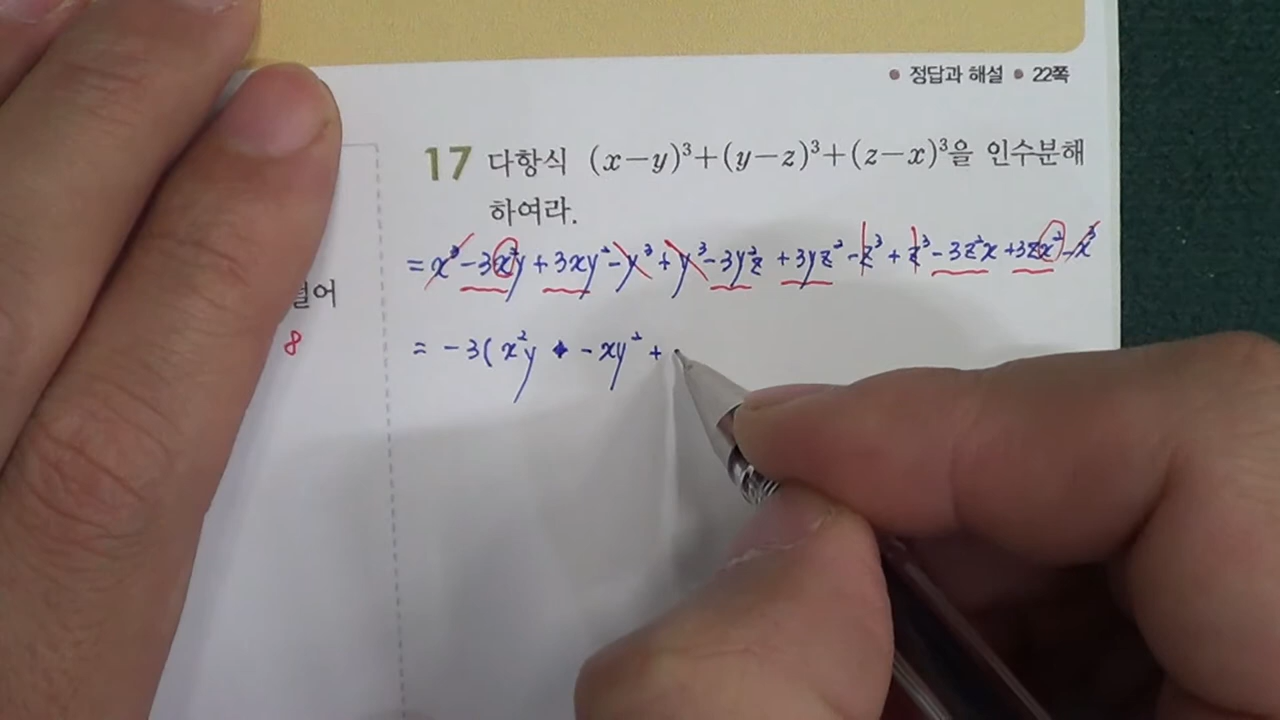 • 정답과 해설 • 22쪽
17 다항식 (x-y)³+(y-z)³+(z-x)³을 인수분해
하여라.
= x³-3x²y+3xy²-y³+y³-3y²z+3yz²-z³+z³-3z²x+3zx²-x³
= -3(x²y - xy² +
8